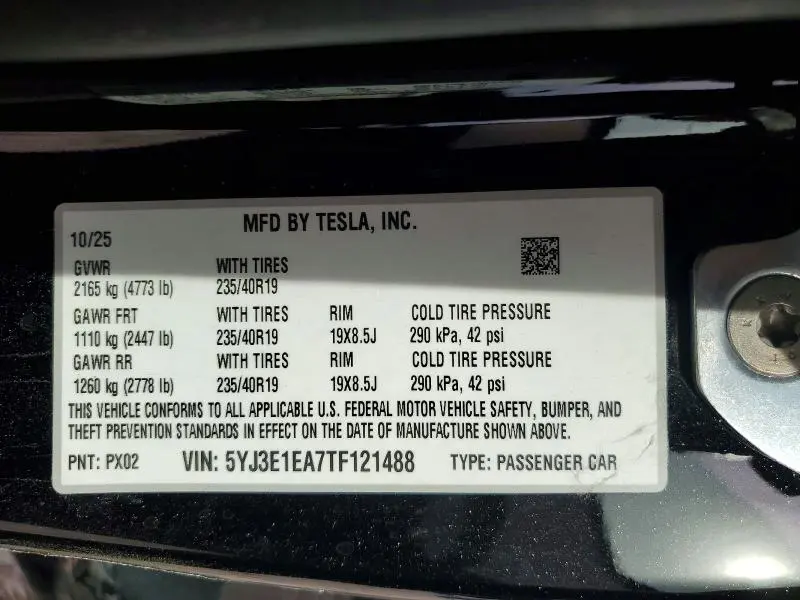 MFD BY TESLA, INC.
10/25
GVWR WITH TIRES
2165 kg (4773 lb) 235/40R19
GAWR FRT WITH TIRES RIM COLD TIRE PRESSURE
1110 kg (2447 lb) 235/40R19 19X8.5J 290 kPa, 42 psi
GAWR RR WITH TIRES RIM COLD TIRE PRESSURE
1260 kg (2778 lb) 235/40R19 19X8.5J 290 kPa, 42 psi
THIS VEHICLE CONFORMS TO ALL APPLICABLE U.S. FEDERAL MOTOR VEHICLE SAFETY, BUMPER, AND
THEFT PREVENTION STANDARDS IN EFFECT ON THE DATE OF MANUFACTURE SHOWN ABOVE.
PNT: PX02 VIN: 5YJ3E1EA7TF121488 TYPE: PASSENGER CAR